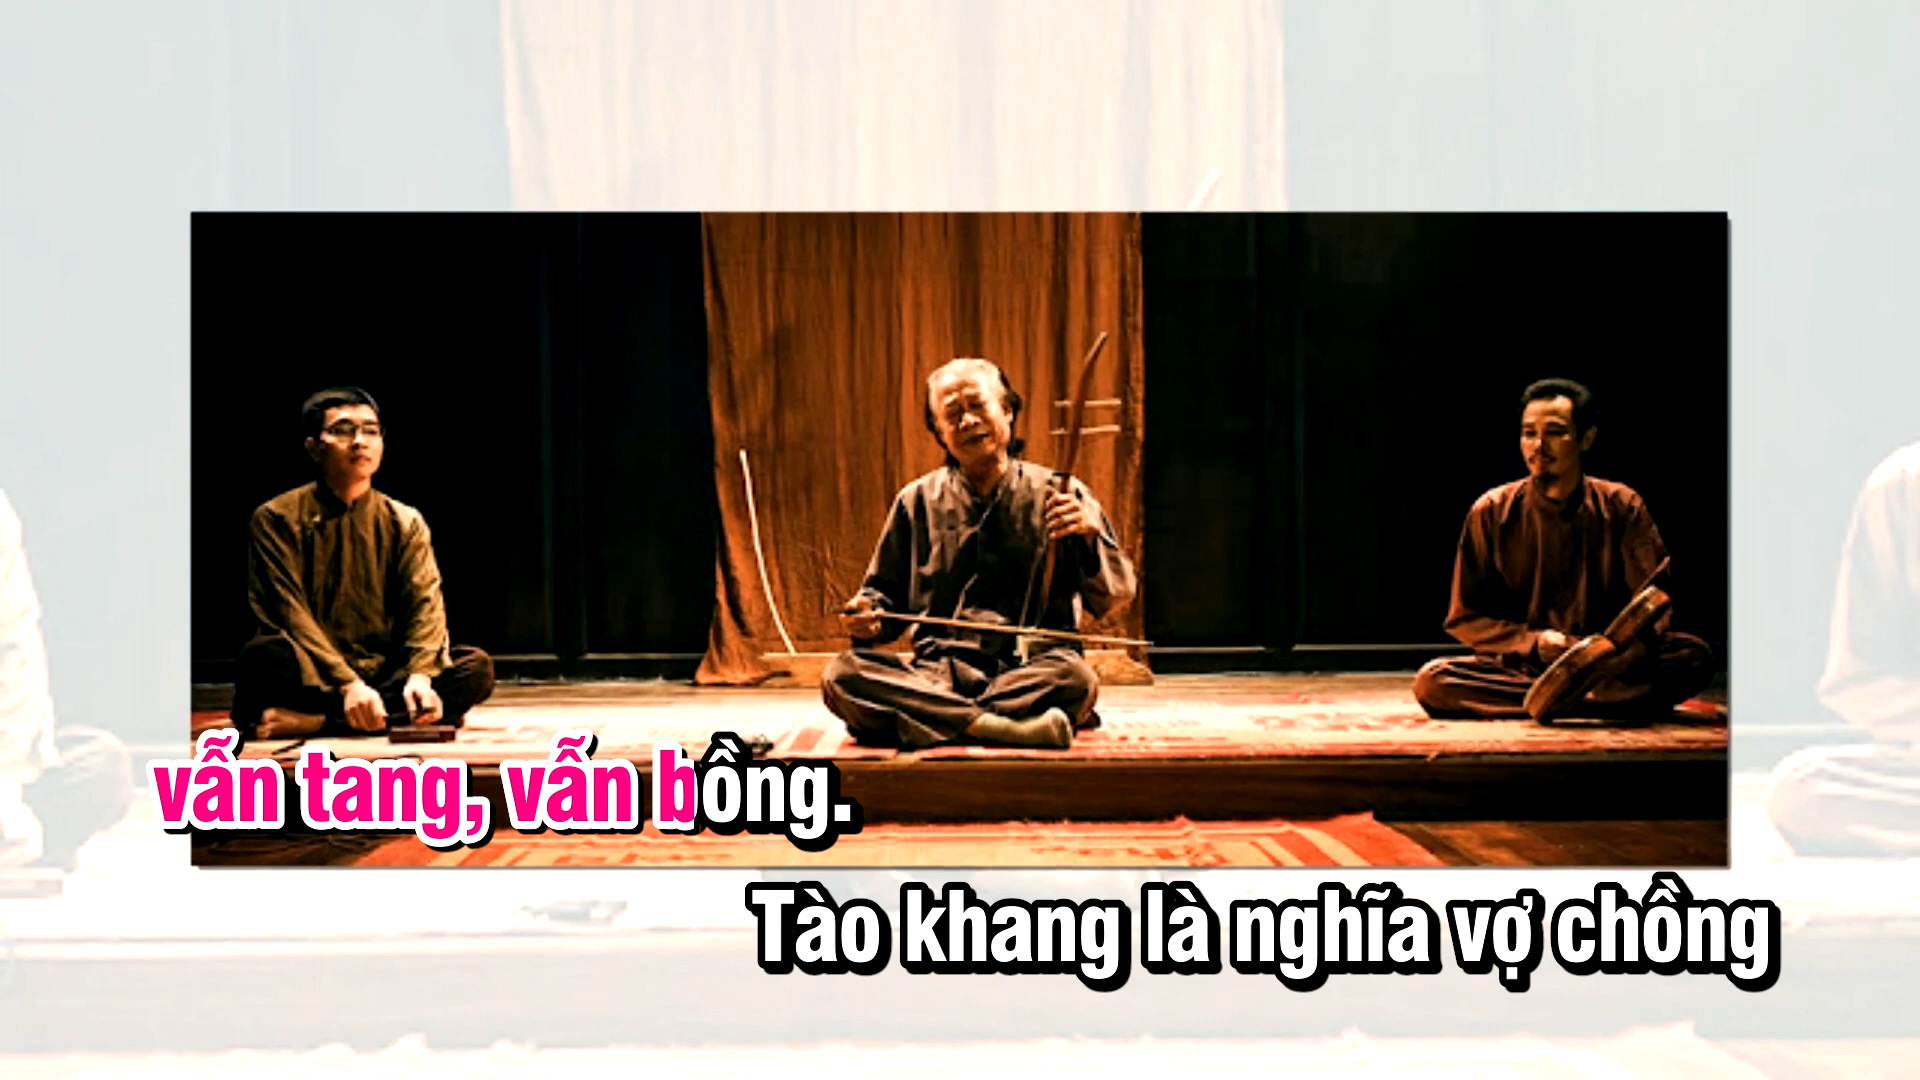 vẫn tang, vẫn bồng.
Tào khang là nghĩa vợ chồng